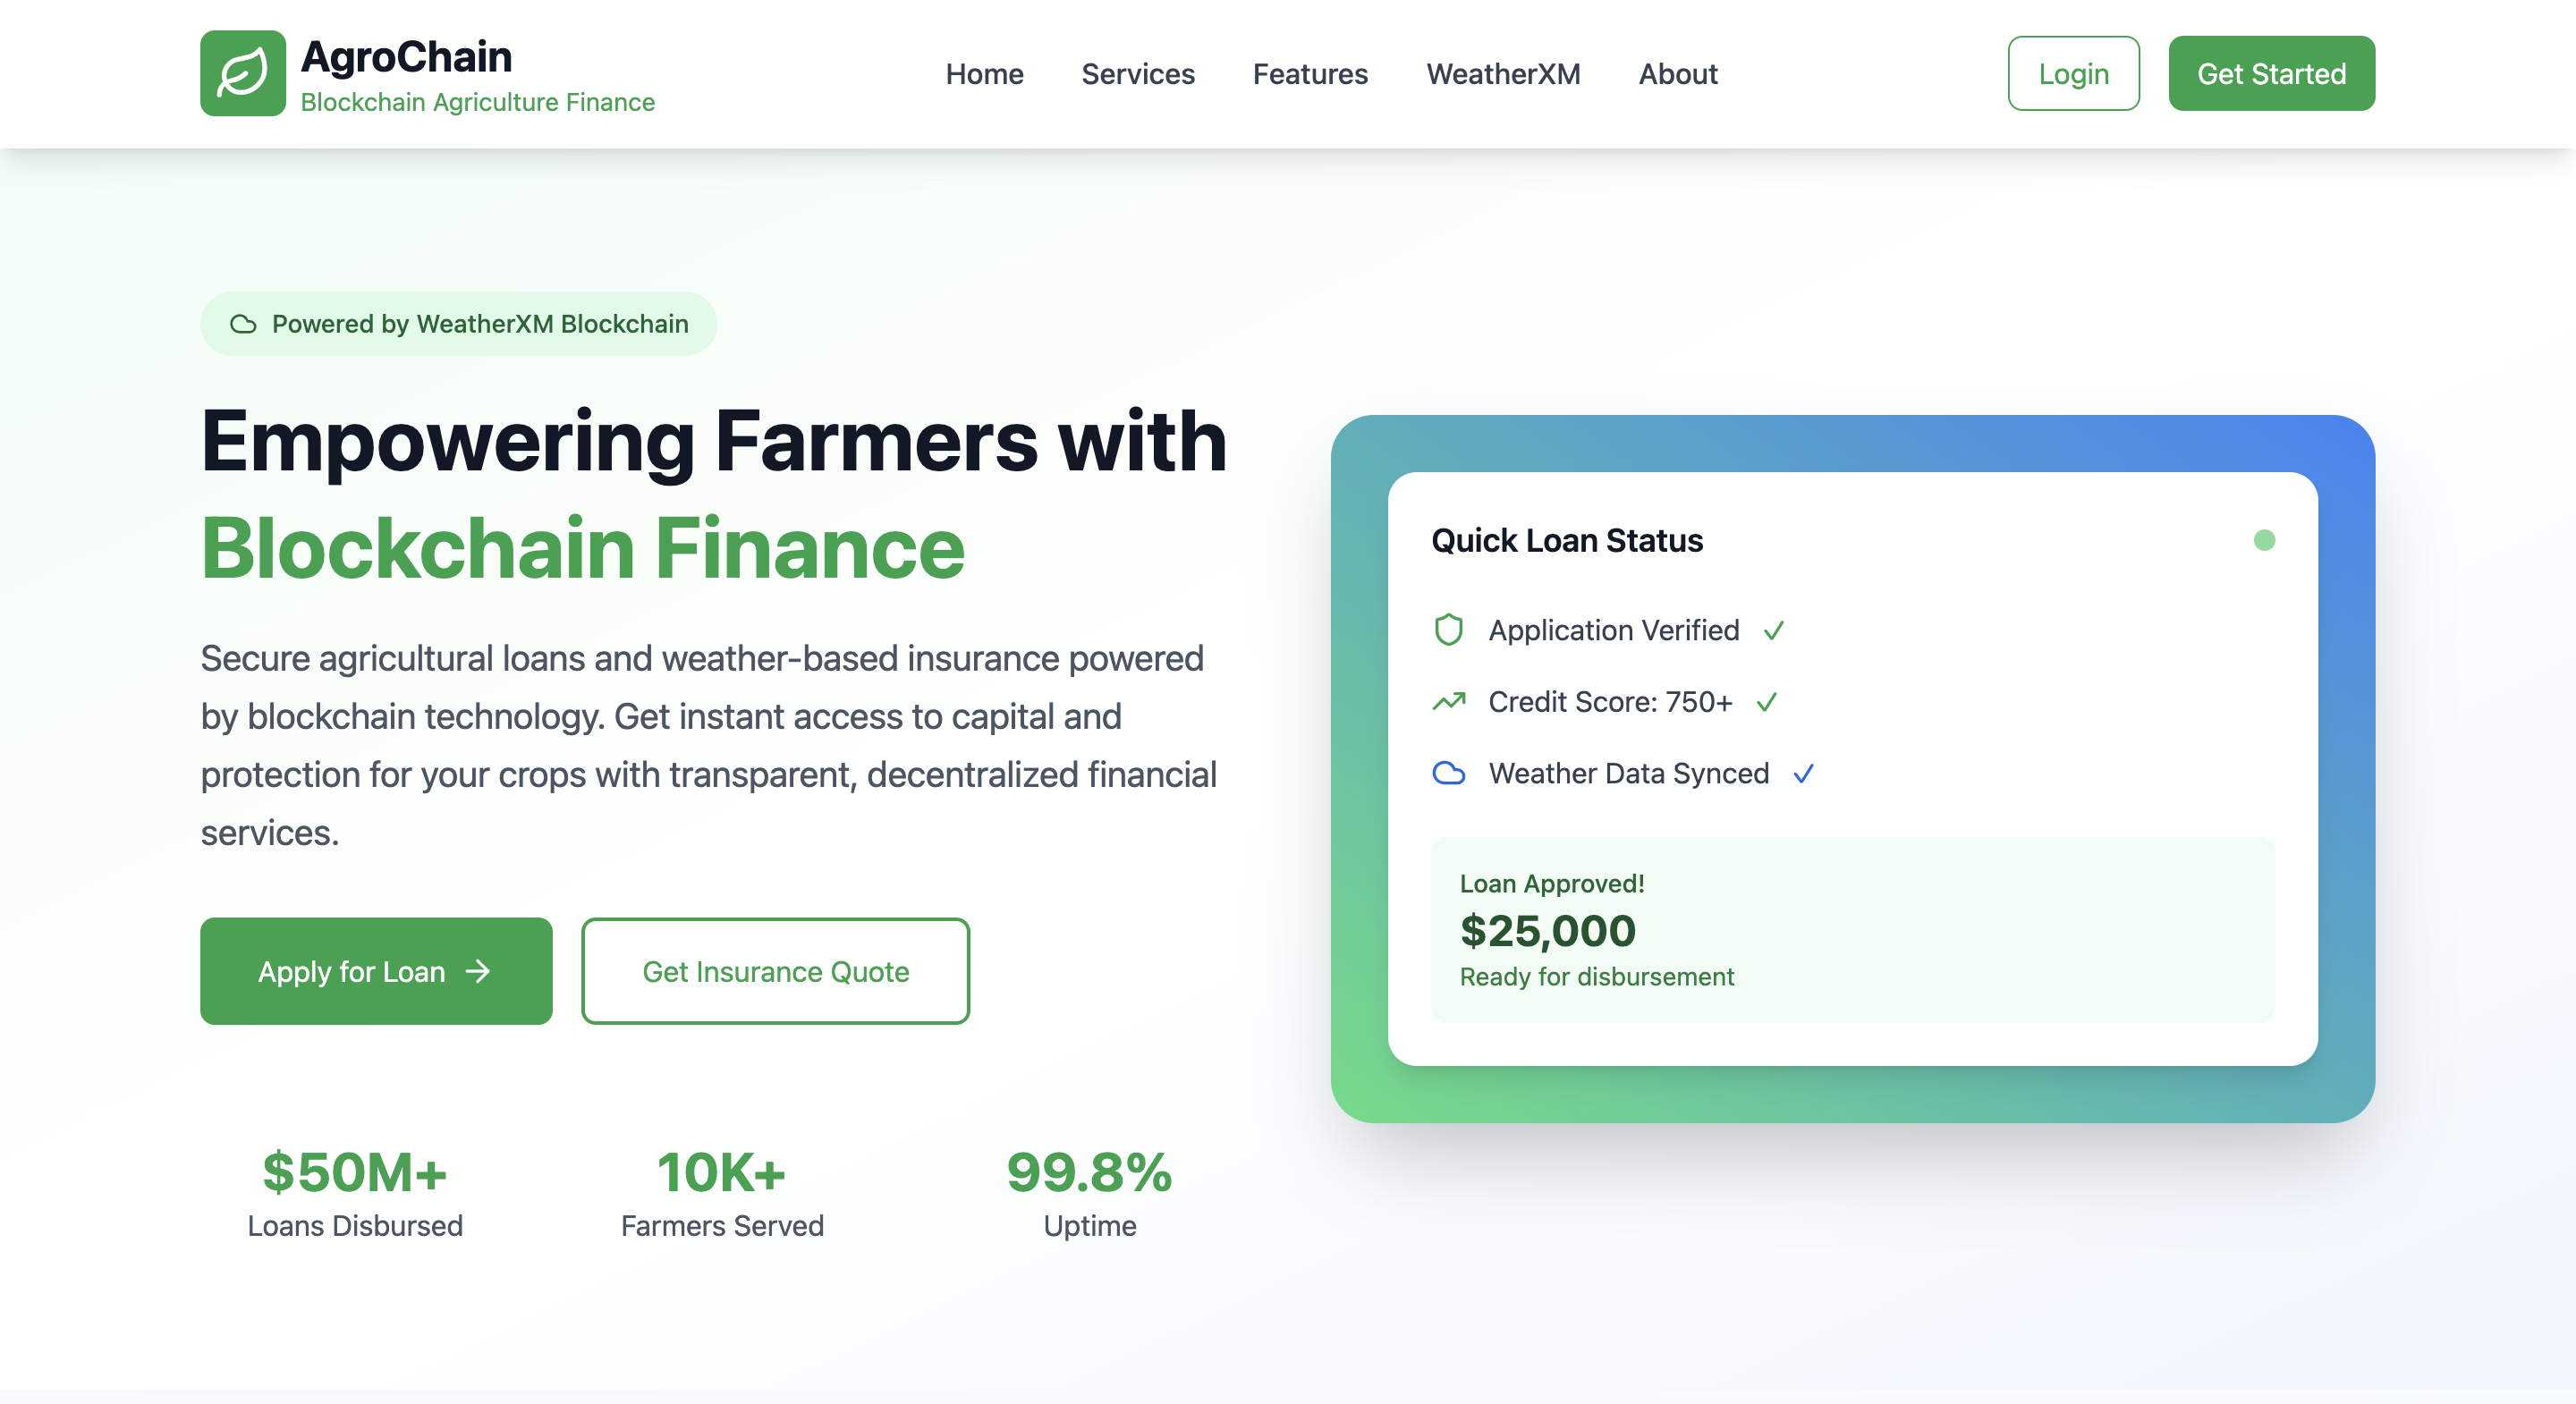 AgroChain
Blockchain Agriculture Finance
Home
Services
Features
WeatherXM
About
Login
Get Started
Powered by WeatherXM Blockchain
Empowering Farmers with
Blockchain Finance
Secure agricultural loans and weather-based insurance powered
by blockchain technology. Get instant access to capital and
protection for your crops with transparent, decentralized financial
services.
Apply for Loan →
Get Insurance Quote
$50M+
Loans Disbursed
10K+
Farmers Served
99.8%
Uptime
Quick Loan Status
Application Verified ✓
Credit Score: 750+ ✓
Weather Data Synced ✓
Loan Approved!
$25,000
Ready for disbursement